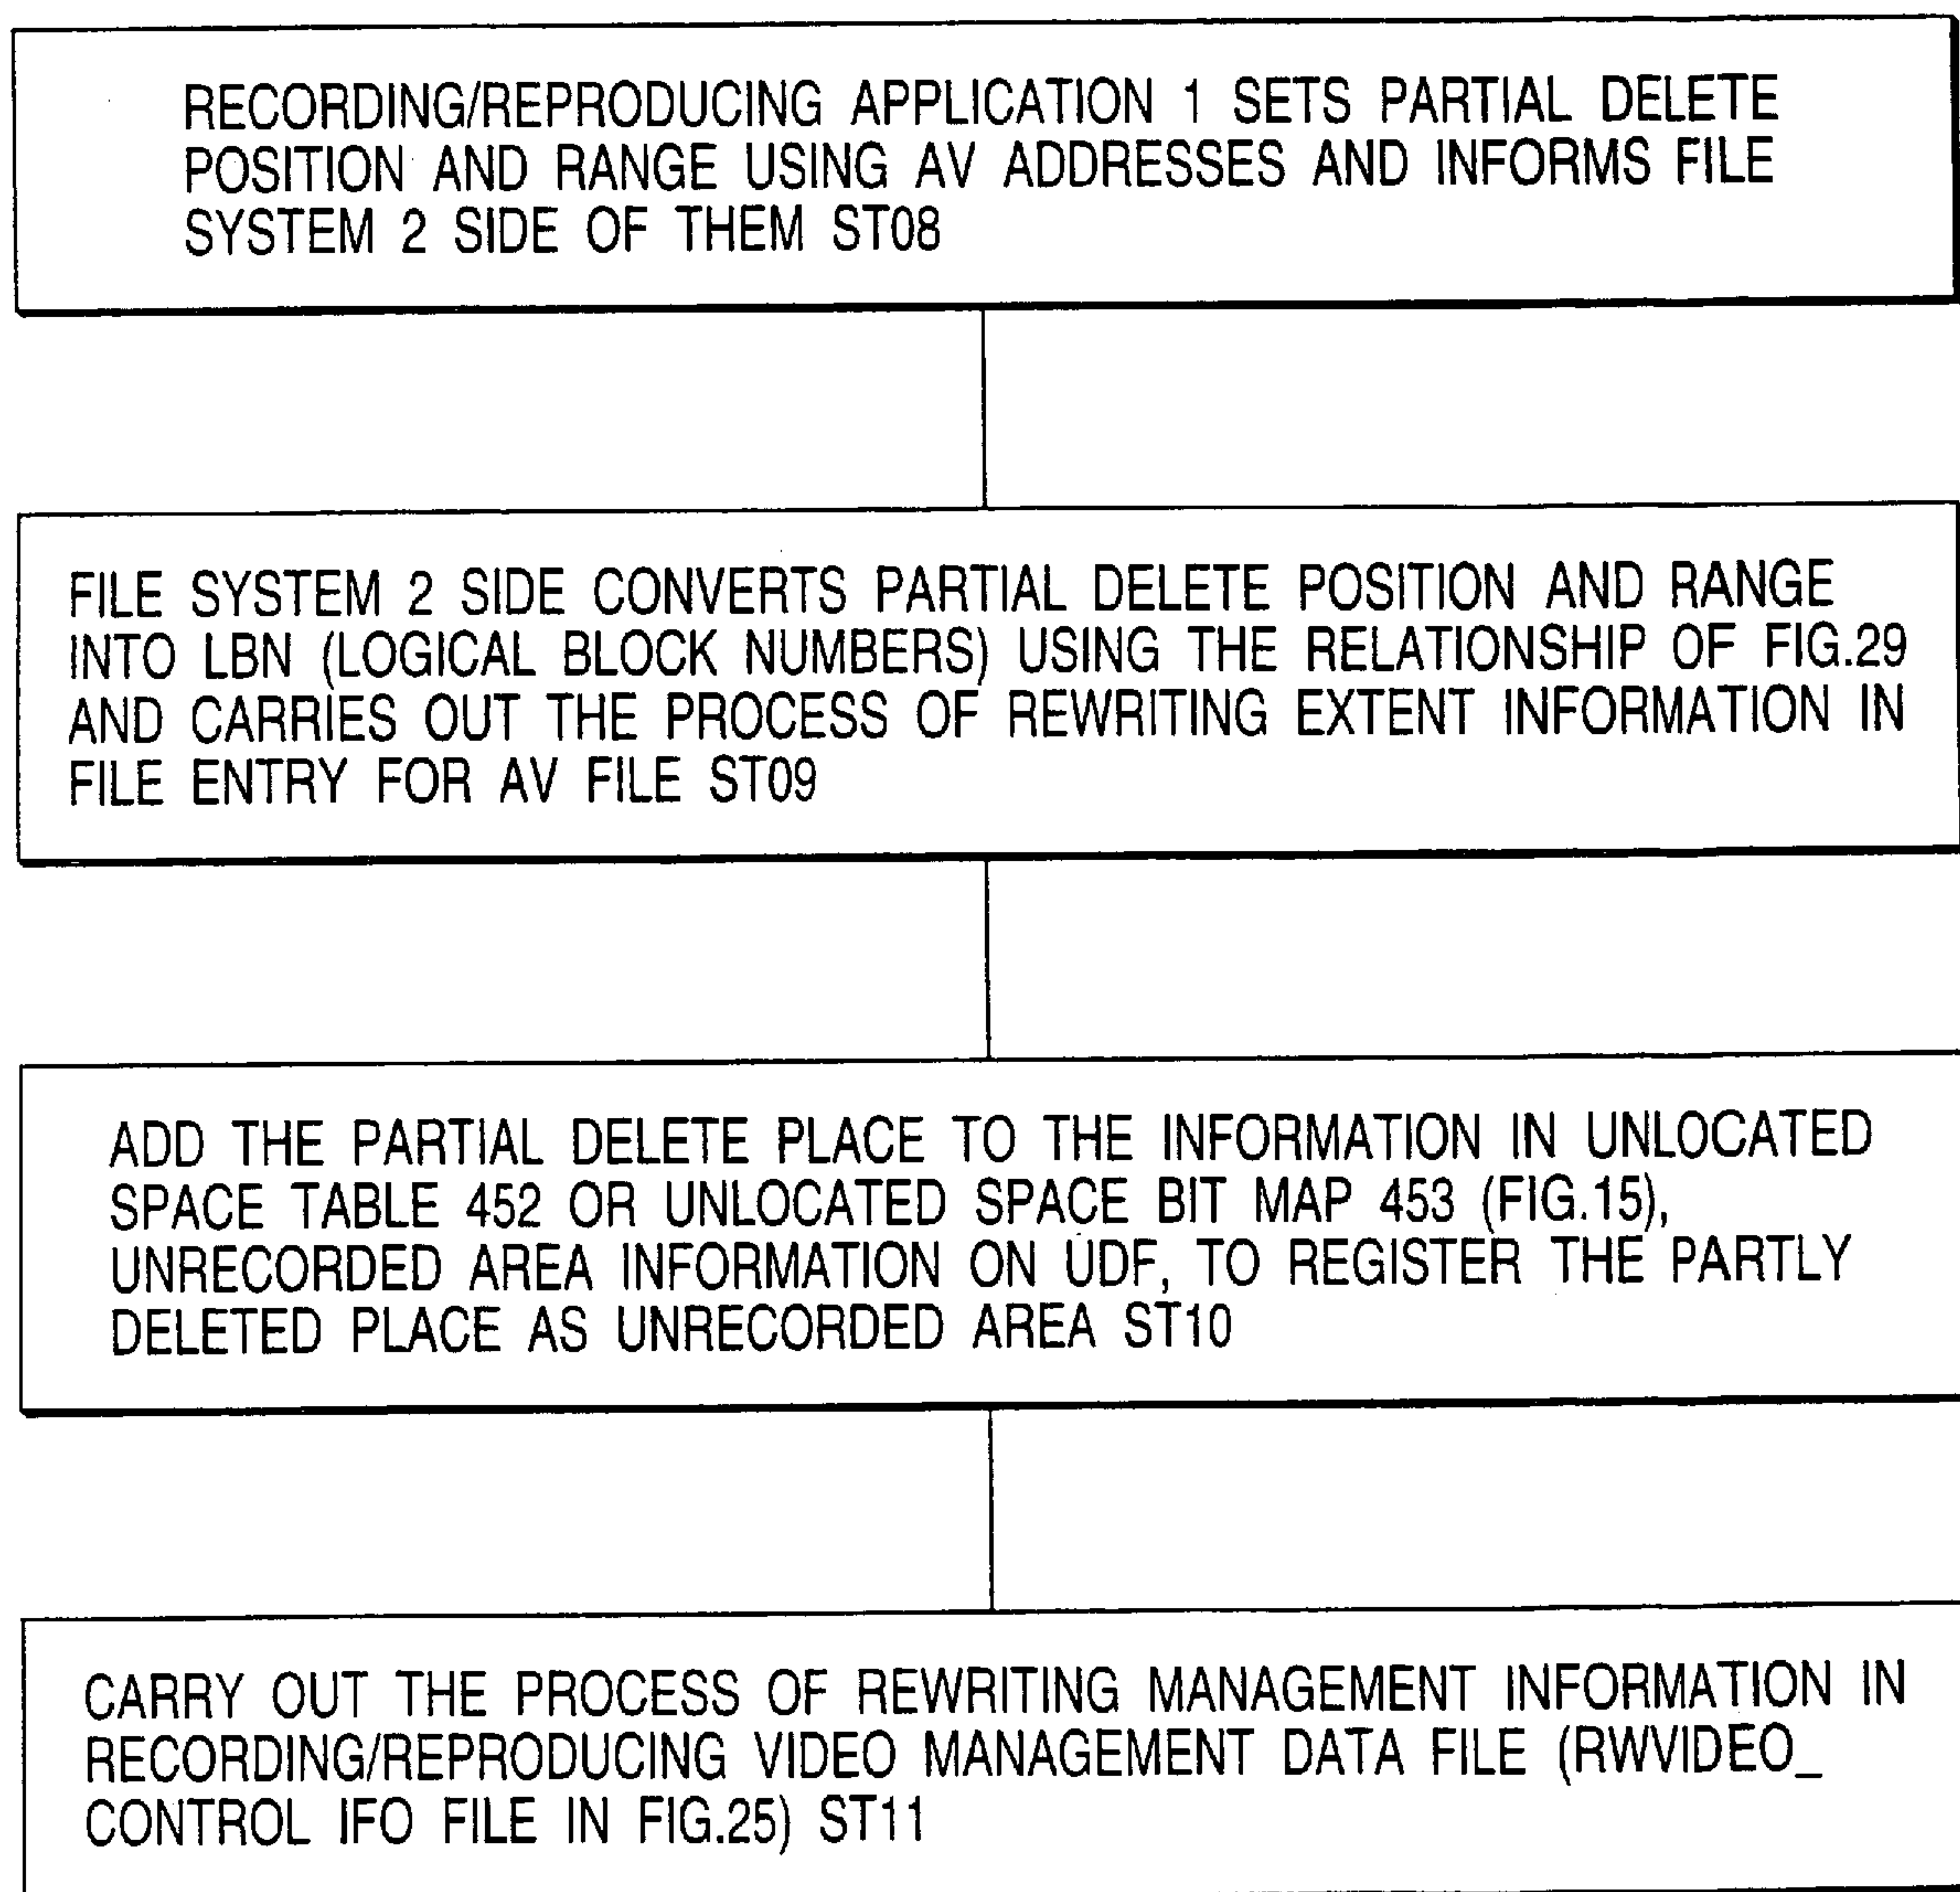 RECORDING/REPRODUCING APPLICATION 1 SETS PARTIAL DELETE
POSITION AND RANGE USING AV ADDRESSES AND INFORMS FILE
SYSTEM 2 SIDE OF THEM ST08
FILE SYSTEM 2 SIDE CONVERTS PARTIAL DELETE POSITION AND RANGE
INTO LBN (LOGICAL BLOCK NUMBERS) USING THE RELATIONSHIP OF FIG.29
AND CARRIES OUT THE PROCESS OF REWRITING EXTENT INFORMATION IN
FILE ENTRY FOR AV FILE ST09
ADD THE PARTIAL DELETE PLACE TO THE INFORMATION IN UNLOCATED
SPACE TABLE 452 OR UNLOCATED SPACE BIT MAP 453 (FIG.15),
UNRECORDED AREA INFORMATION ON UDF, TO REGISTER THE PARTLY
DELETED PLACE AS UNRECORDED AREA ST10
CARRY OUT THE PROCESS OF REWRITING MANAGEMENT INFORMATION IN
RECORDING/REPRODUCING VIDEO MANAGEMENT DATA FILE (RWVIDEO_
CONTROL IFO FILE IN FIG.25) ST11